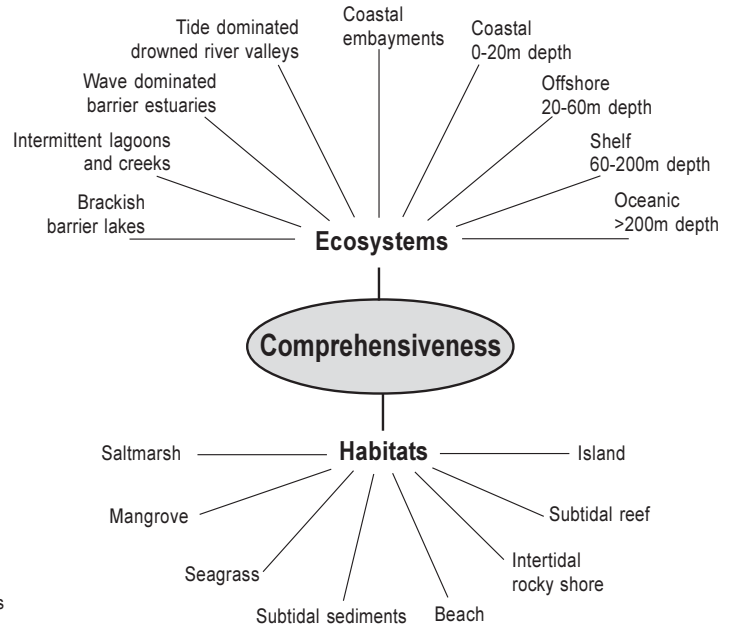 Coastal
embayments
Tide dominated
drowned river valleys
Coastal
0-20m depth
Wave dominated
barrier estuaries
Offshore
20-60m depth
Intermittent lagoons
and creeks
Shelf
60-200m depth
Brackish
barrier lakes
Oceanic
>200m depth
Ecosystems
Comprehensiveness
Habitats
Saltmarsh
Island
Mangrove
Subtidal reef
Seagrass
Intertidal
rocky shore
Subtidal sediments
Beach
s